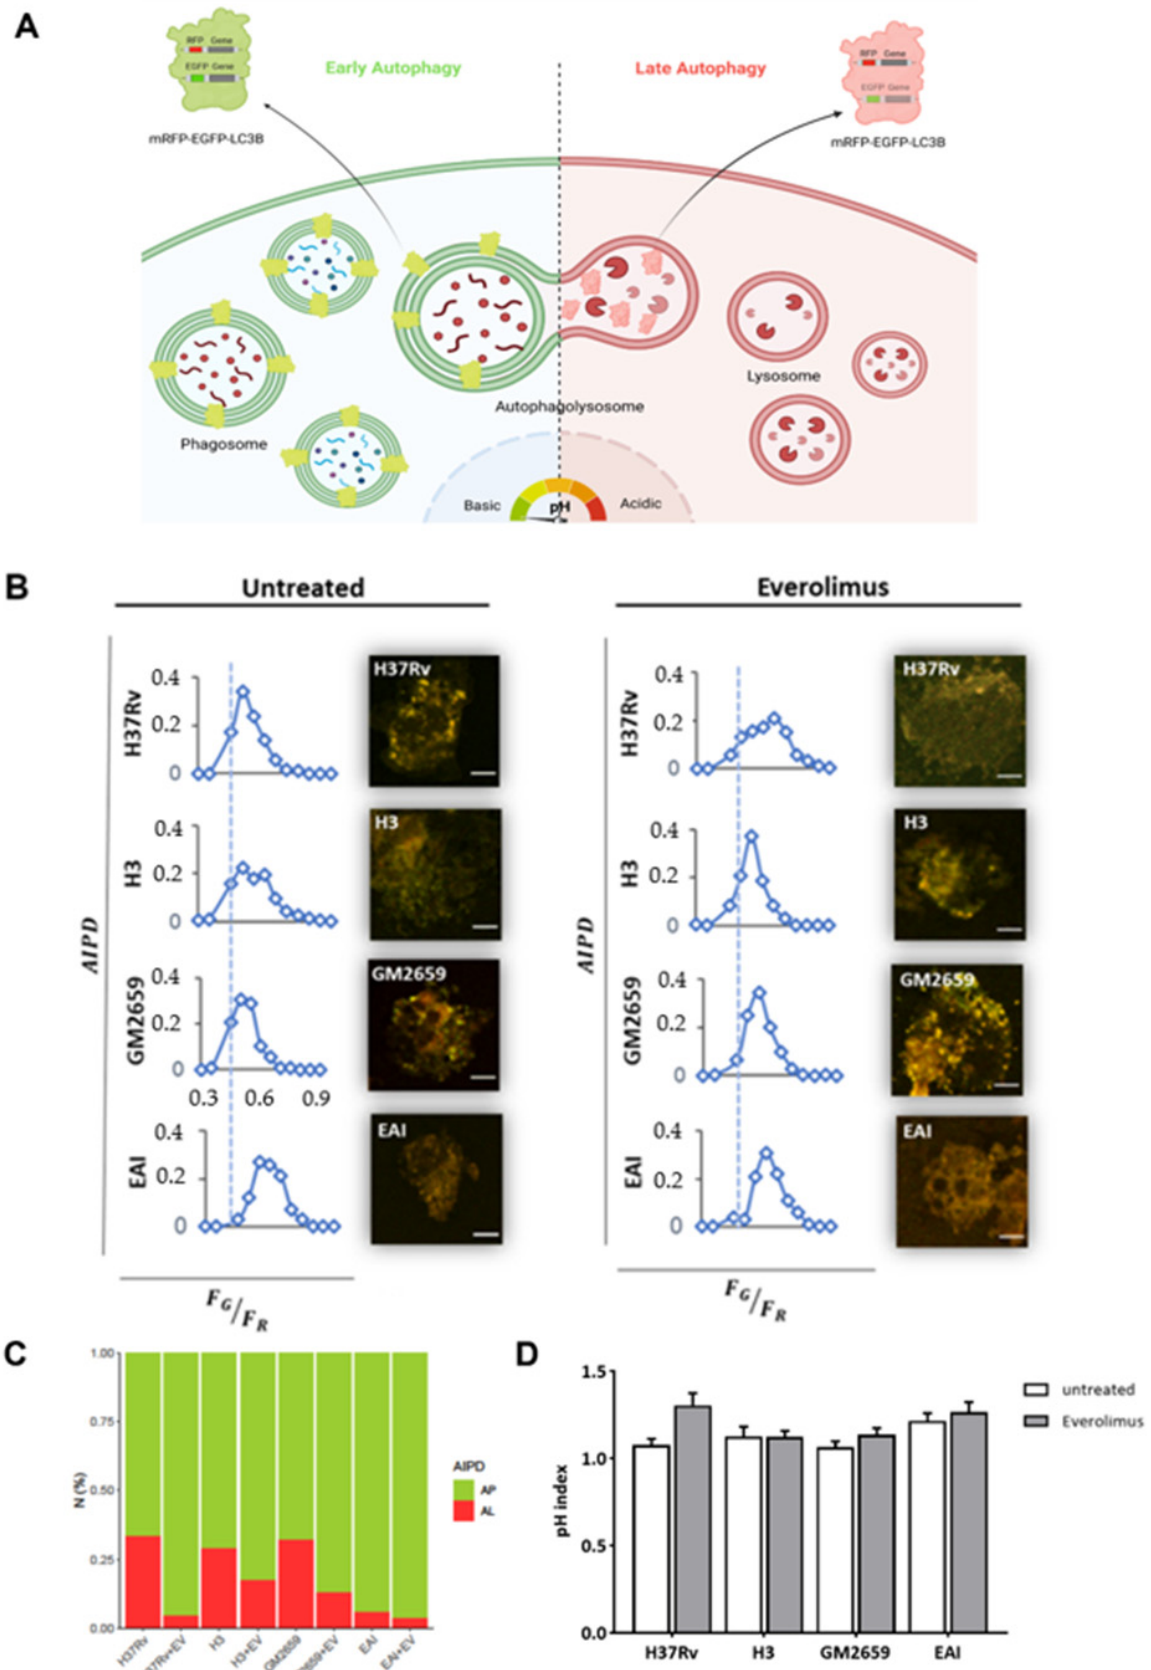 A
RFP Gene
EGFP Gene
mRFP-EGFP-LC3B
Early Autophagy
Late Autophagy
RFP Gene
EGFP Gene
mRFP-EGFP-LC3B
Phagosome
Autophagolysosome
Lysosome
Basic
pH
Acidic
B
Untreated
Everolimus
AIPD
H37Rv
0.4
0.2
0
H37Rv
H3
0.4
0.2
0
H3
GM2659
0.4
0.2
0
0.3 0.6 0.9
GM2659
EAI
0.4
0.2
0
EAI
FG/FR
AIPD
H37Rv
0.4
0.2
0
H37Rv
H3
0.4
0.2
0
H3
GM2659
0.4
0.2
0
GM2659
EAI
0.4
0.2
0
EAI
FG/FR
C
N (%)
1.00
0.75
0.50
0.25
0.00
H37Rv
37Rv+EV
H3
H3+EV
GM2659
2659+EV
EAI
EAI+EV
AIPD
AP
AL
D
pH index
1.5
1.0
0.5
0.0
H37Rv
H3
GM2659
EAI
untreated
Everolimus